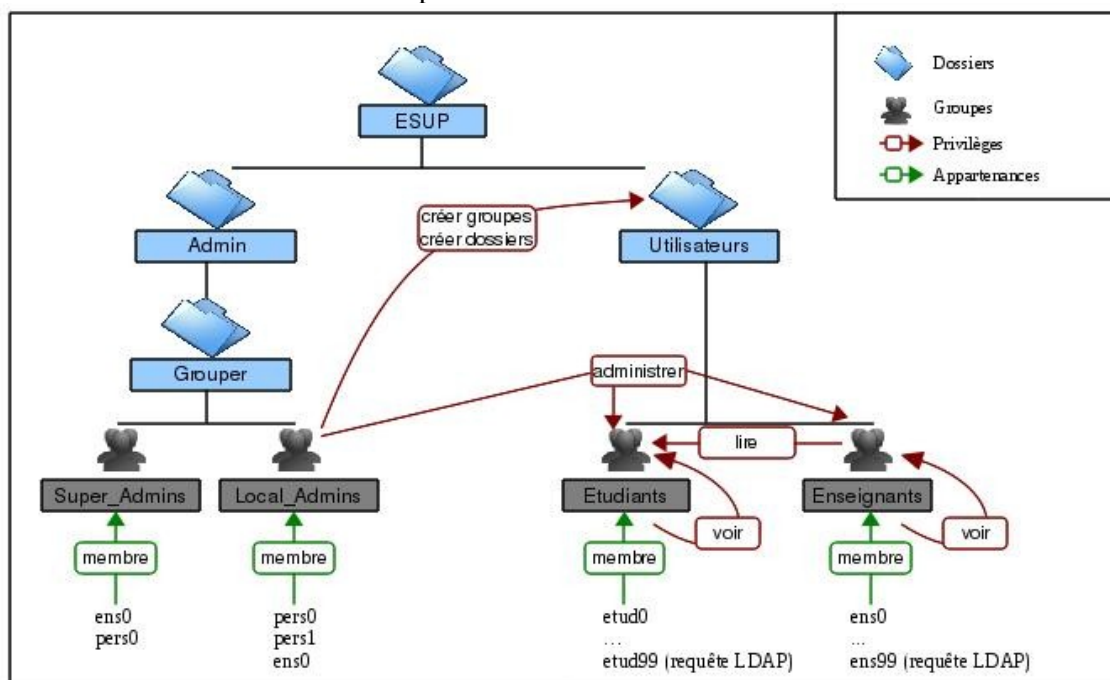 ESUP
Dossiers
Groupes
Privilèges
Appartenances
Admin
créer groupes
créer dossiers
Utilisateurs
Grouper
administrer
lire
Super_Admins
Local_Admins
Etudiants
Enseignants
voir
voir
membre
membre
membre
membre
ens0
pers0
pers0
pers1
ens0
etud0
...
etud99 (requête LDAP)
ens0
...
ens99 (requête LDAP)